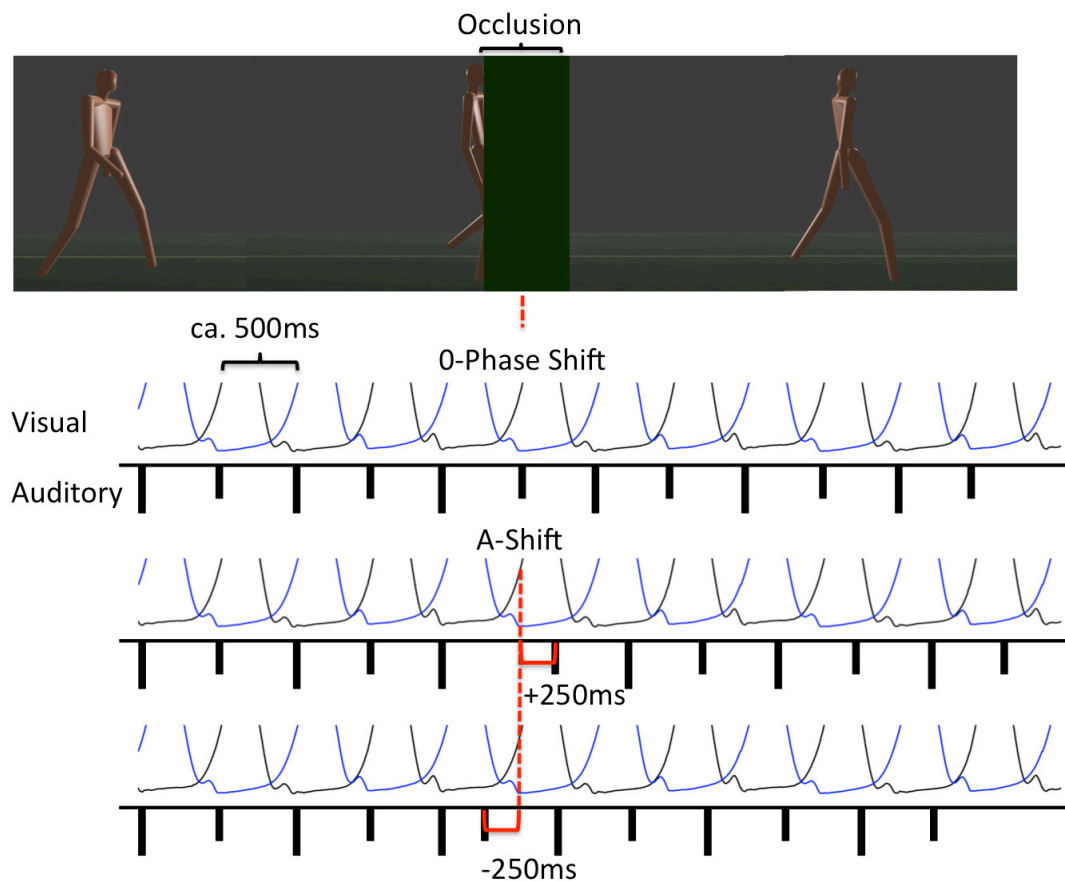 Occlusion
ca. 500ms
0-Phase Shift
Visual
Auditory
A-Shift
+250ms
-250ms